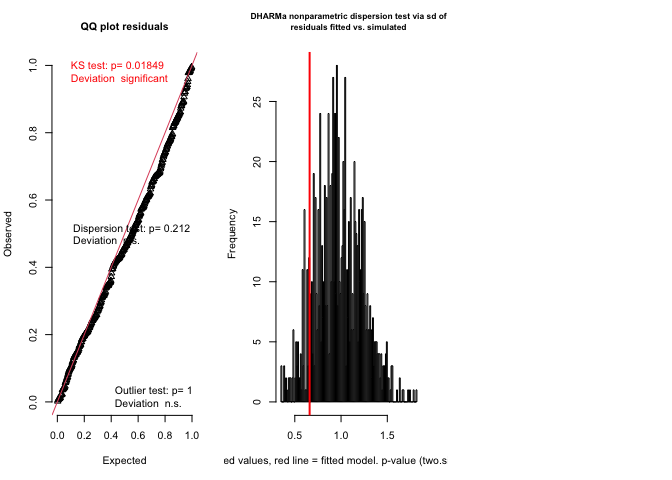 QQ plot residuals
KS test: p= 0.01849
Deviation significant
Dispersion test: p= 0.212
Deviation n.s.
Outlier test: p= 1
Deviation n.s.
Observed
0.0 0.2 0.4 0.6 0.8 1.0
0.0 0.2 0.4 0.6 0.8 1.0
Expected
DHARMa nonparametric dispersion test via sd of
residuals fitted vs. simulated
Frequency
0 5 10 15 20 25
0.5 1.0 1.5
ed values, red line = fitted model. p-value (two.s